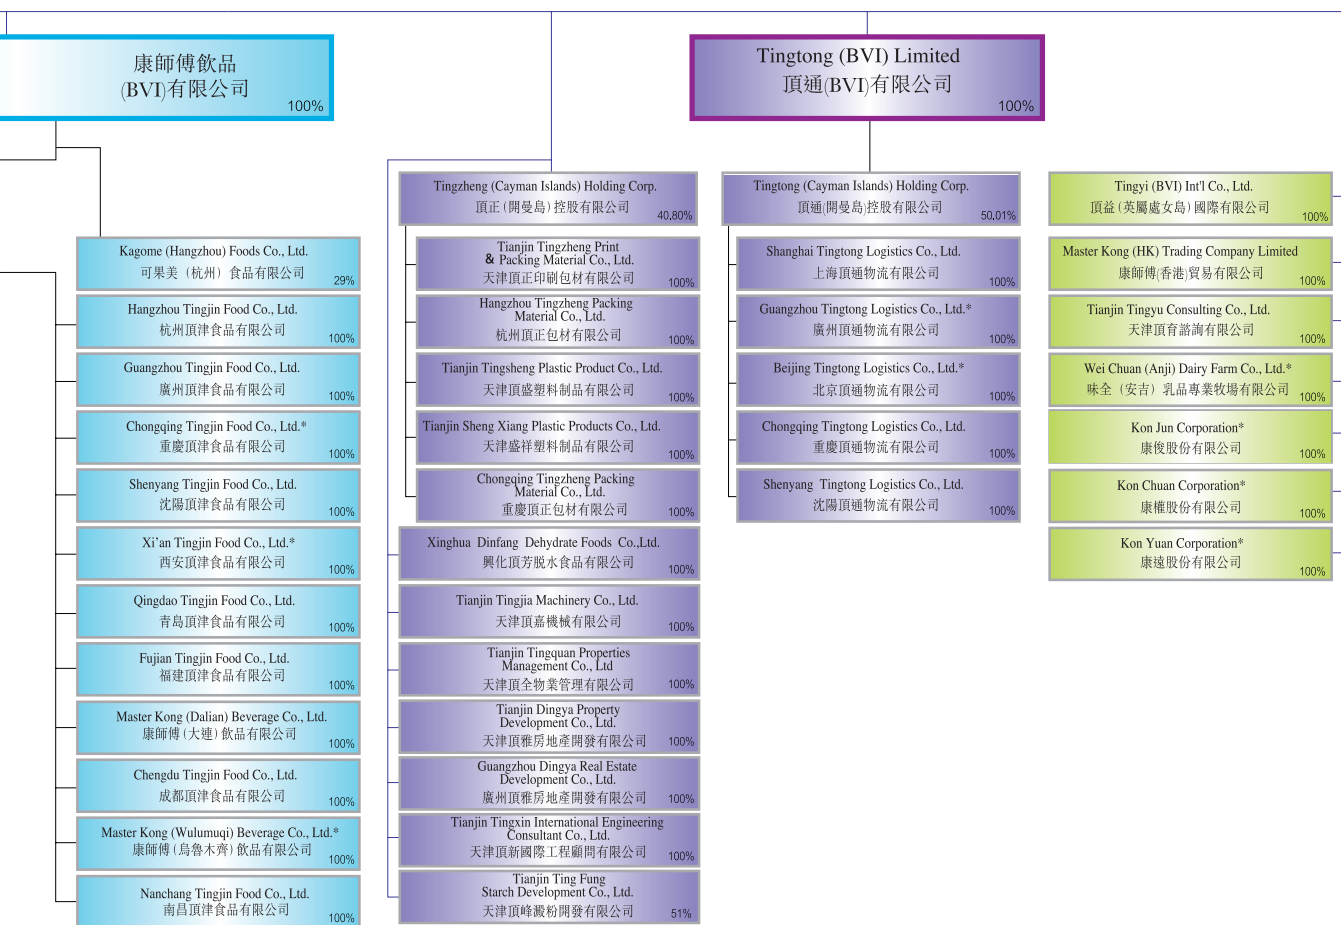 康師傅飲品
(BVI)有限公司
100%
Tingtong (BVI) Limited
頂通(BVI)有限公司
100%
Kagome (Hangzhou) Foods Co., Ltd.
可果美（杭州）食品有限公司
29%
Hangzhou Tingjin Food Co., Ltd.
杭州頂津食品有限公司
100%
Guangzhou Tingjin Food Co., Ltd.
廣州頂津食品有限公司
100%
Chongqing Tingjin Food Co., Ltd.*
重慶頂津食品有限公司
100%
Shenyang Tingjin Food Co., Ltd.
沈陽頂津食品有限公司
100%
Xi'an Tingjin Food Co., Ltd.*
西安頂津食品有限公司
100%
Qingdao Tingjin Food Co., Ltd.
青島頂津食品有限公司
100%
Fujian Tingjin Food Co., Ltd.
福建頂津食品有限公司
100%
Master Kong (Dalian) Beverage Co., Ltd.
康師傅(大連)飲品有限公司
100%
Chengdu Tingjin Food Co., Ltd.
成都頂津食品有限公司
100%
Master Kong (Wulumuqi) Beverage Co., Ltd.*
康師傅(烏魯木齊)飲品有限公司
100%
Nanchang Tingjin Food Co., Ltd.
南昌頂津食品有限公司
100%
Tingzheng (Cayman Islands) Holding Corp.
頂正(開曼島)控股有限公司
40.80%
Tianjin Tingzheng Print
& Packing Material Co., Ltd.
天津頂正印刷包材有限公司
100%
Hangzhou Tingzheng Packing
Material Co., Ltd.
杭州頂正包材有限公司
100%
Tianjin Tingsheng Plastic Product Co., Ltd.
天津頂盛塑料制品有限公司
100%
Tianjin Sheng Xiang Plastic Products Co., Ltd.
天津盛祥塑料制品有限公司
100%
Chongqing Tingzheng Packing
Material Co., Ltd.
重慶頂正包材有限公司
100%
Xinghua Dinfang Dehydrate Foods Co.,Ltd.
興化頂芳脫水食品有限公司
100%
Tianjin Tingjia Machinery Co., Ltd.
天津頂嘉機械有限公司
100%
Tianjin Tingquan Properties
Management Co., Ltd
天津頂全物業管理有限公司
100%
Tianjin Dingya Property
Development Co., Ltd.
天津頂雅房地產開發有限公司
100%
Guangzhou Dingya Real Estate
Development Co., Ltd.
廣州頂雅房地產開發有限公司
100%
Tianjin Tingxin International Engineering
Consultant Co., Ltd.
天津頂新國際工程顧問有限公司
100%
Tianjin Ting Fung
Starch Development Co., Ltd.
天津頂峰澱粉開發有限公司
51%
Tingtong (Cayman Islands) Holding Corp.
頂通(開曼島)控股有限公司
50.01%
Shanghai Tingtong Logistics Co., Ltd.
上海頂通物流有限公司
100%
Guangzhou Tingtong Logistics Co., Ltd.*
廣州頂通物流有限公司
100%
Beijing Tingtong Logistics Co., Ltd.*
北京頂通物流有限公司
100%
Chongqing Tingtong Logistics Co., Ltd.
重慶頂通物流有限公司
100%
Shenyang Tingtong Logistics Co., Ltd.
沈陽頂通物流有限公司
100%
Tingyi (BVI) Int'l Co., Ltd.
頂益(英屬處女島)國際有限公司
100%
Master Kong (HK) Trading Company Limited
康師傅(香港)貿易有限公司
100%
Tianjin Tingyu Consulting Co., Ltd.
天津頂育諮詢有限公司
100%
Wei Chuan (Anji) Dairy Farm Co., Ltd.*
味全（安吉）乳品專業牧場有限公司
100%
Kon Jun Corporation*
康俊股份有限公司
100%
Kon Chuan Corporation*
康權股份有限公司
100%
Kon Yuan Corporation*
康遠股份有限公司
100%